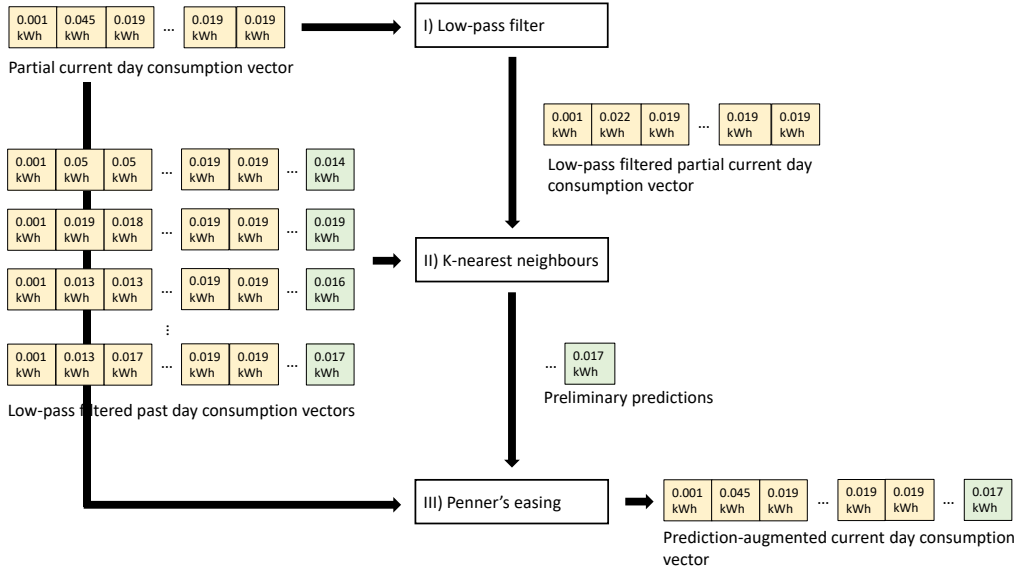 0.001 kWh 0.045 kWh 0.019 kWh ... 0.019 kWh 0.019 kWh
Partial current day consumption vector
I) Low-pass filter
0.001 kWh 0.022 kWh 0.019 kWh ... 0.019 kWh 0.019 kWh
Low-pass filtered partial current day
consumption vector
0.001 kWh 0.05 kWh 0.05 kWh ... 0.019 kWh 0.019 kWh ... 0.014 kWh
0.001 kWh 0.019 kWh 0.018 kWh ... 0.019 kWh 0.019 kWh ... 0.019 kWh
0.001 kWh 0.013 kWh 0.013 kWh ... 0.019 kWh 0.019 kWh ... 0.016 kWh
...
0.001 kWh 0.013 kWh 0.017 kWh ... 0.019 kWh 0.019 kWh ... 0.017 kWh
Low-pass filtered past day consumption vectors
II) K-nearest neighbours
... 0.017 kWh
Preliminary predictions
III) Penner's easing
0.001 kWh 0.045 kWh 0.019 kWh ... 0.019 kWh 0.019 kWh ... 0.017 kWh
Prediction-augmented current day consumption
vector